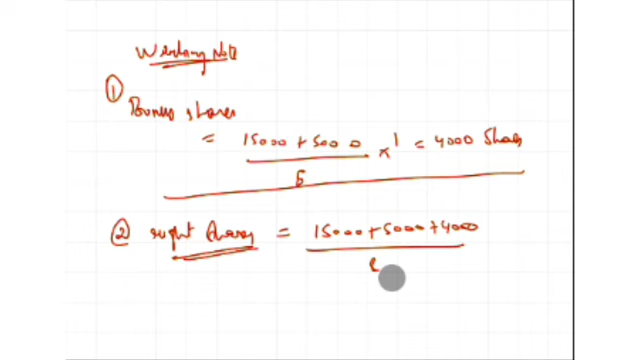 Working Note
①
Bonus shares
= 15000 + 5000 / 5 × 1 = 4000 Shares
② right shares = 15000 + 5000 + 4000